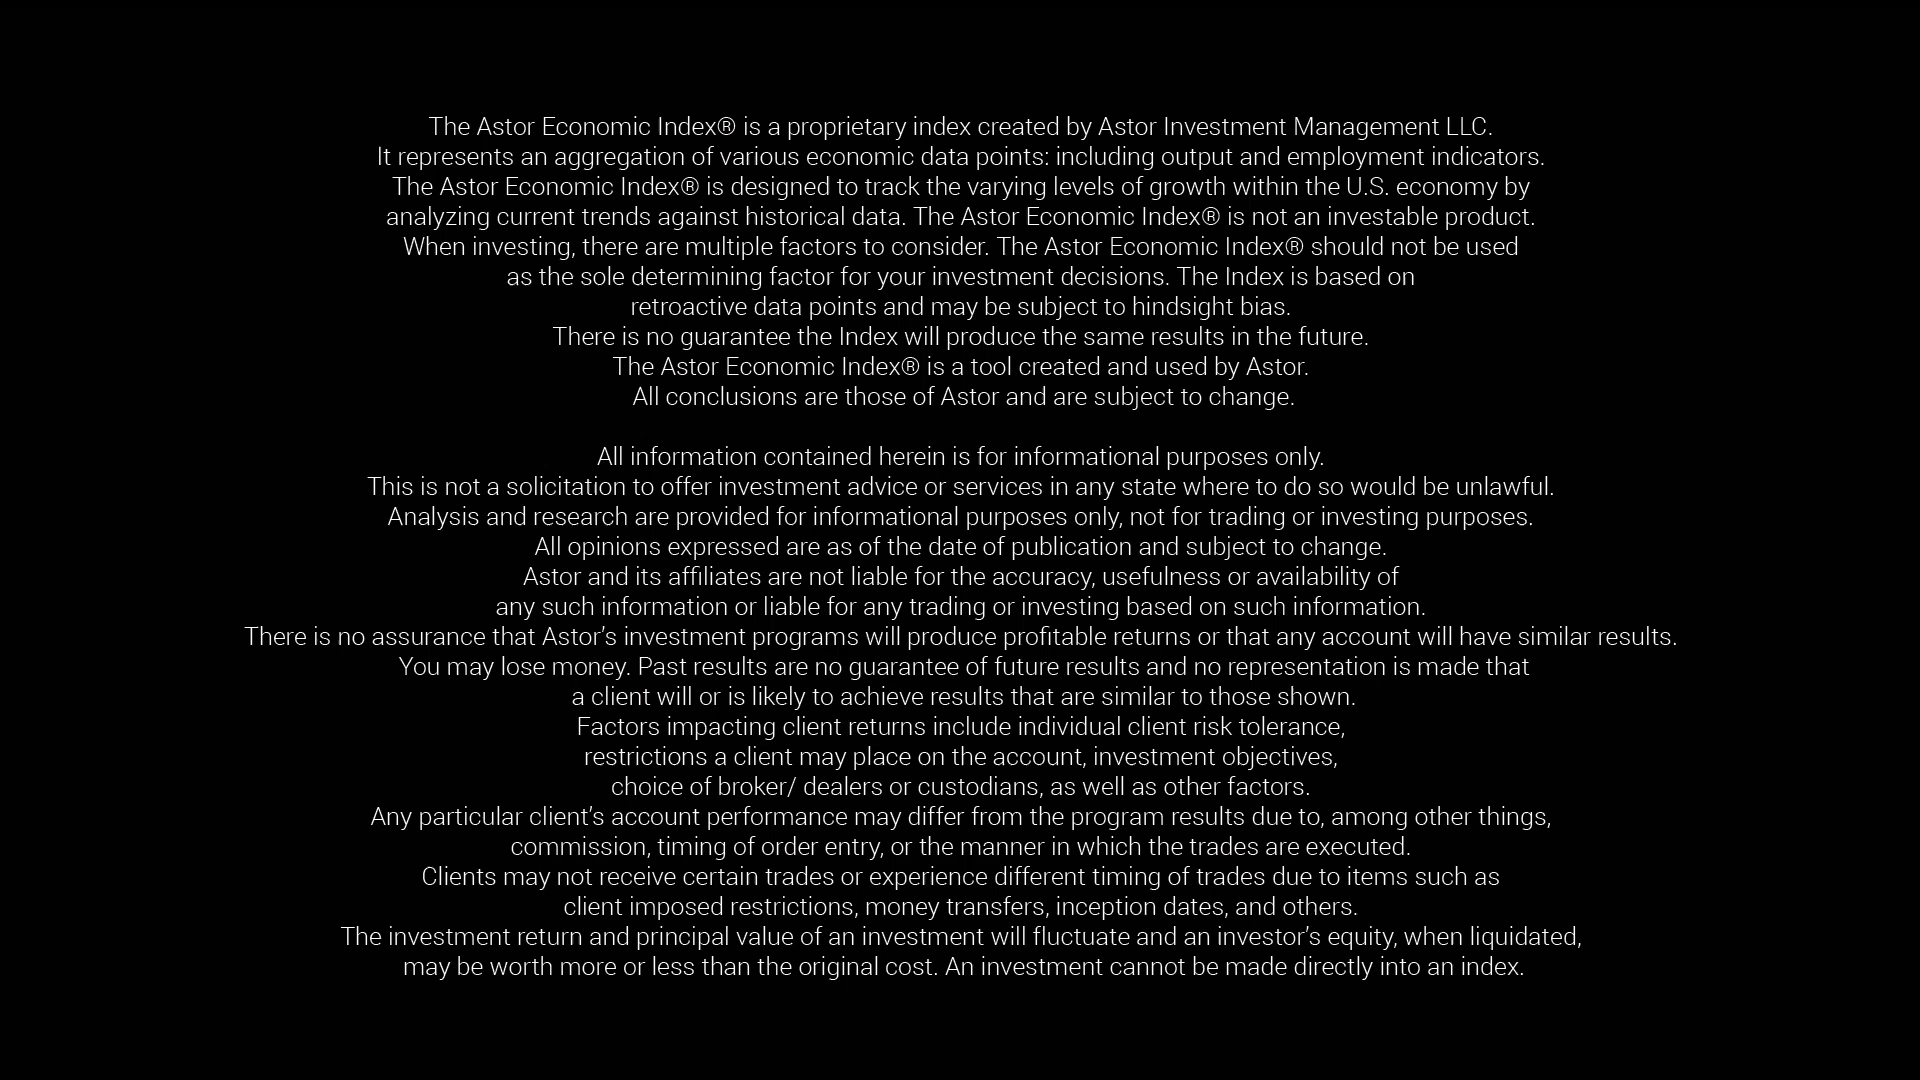 The Astor Economic Index® is a proprietary index created by Astor Investment Management LLC.
It represents an aggregation of various economic data points: including output and employment indicators.
The Astor Economic Index® is designed to track the varying levels of growth within the U.S. economy by
analyzing current trends against historical data. The Astor Economic Index® is not an investable product.
When investing, there are multiple factors to consider. The Astor Economic Index® should not be used
as the sole determining factor for your investment decisions. The Index is based on
retroactive data points and may be subject to hindsight bias.
There is no guarantee the Index will produce the same results in the future.
The Astor Economic Index® is a tool created and used by Astor.
All conclusions are those of Astor and are subject to change.

All information contained herein is for informational purposes only.
This is not a solicitation to offer investment advice or services in any state where to do so would be unlawful.
Analysis and research are provided for informational purposes only, not for trading or investing purposes.
All opinions expressed are as of the date of publication and subject to change.
Astor and its affiliates are not liable for the accuracy, usefulness or availability of
any such information or liable for any trading or investing based on such information.
There is no assurance that Astor’s investment programs will produce profitable returns or that any account will have similar results.
You may lose money. Past results are no guarantee of future results and no representation is made that
a client will or is likely to achieve results that are similar to those shown.
Factors impacting client returns include individual client risk tolerance,
restrictions a client may place on the account, investment objectives,
choice of broker/ dealers or custodians, as well as other factors.
Any particular client’s account performance may differ from the program results due to, among other things,
commission, timing of order entry, or the manner in which the trades are executed.
Clients may not receive certain trades or experience different timing of trades due to items such as
client imposed restrictions, money transfers, inception dates, and others.
The investment return and principal value of an investment will fluctuate and an investor’s equity, when liquidated,
may be worth more or less than the original cost. An investment cannot be made directly into an index.